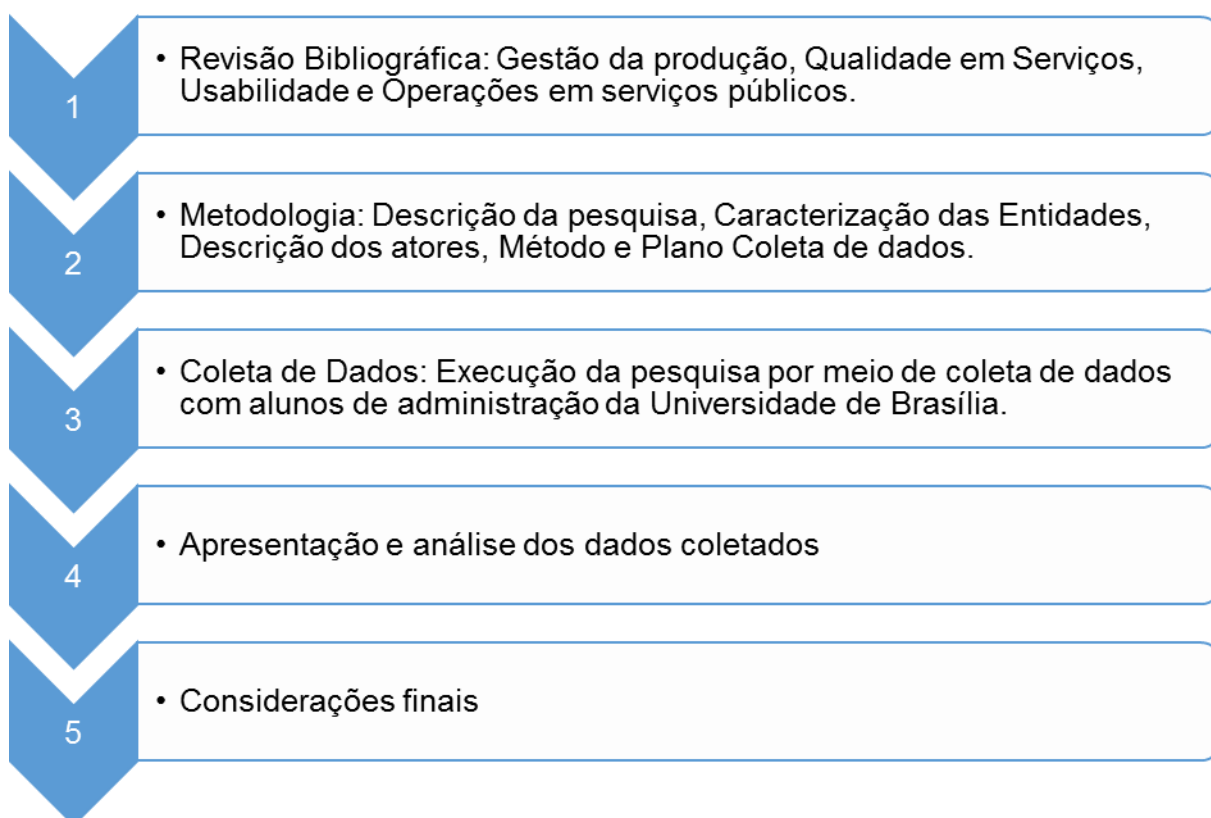 • Revisão Bibliográfica: Gestão da produção, Qualidade em Serviços,
Usabilidade e Operações em serviços públicos.
1
• Metodologia: Descrição da pesquisa, Caracterização das Entidades,
Descrição dos atores, Método e Plano Coleta de dados.
2
• Coleta de Dados: Execução da pesquisa por meio de coleta de dados
com alunos de administração da Universidade de Brasília.
3
• Apresentação e análise dos dados coletados
4
• Considerações finais
5